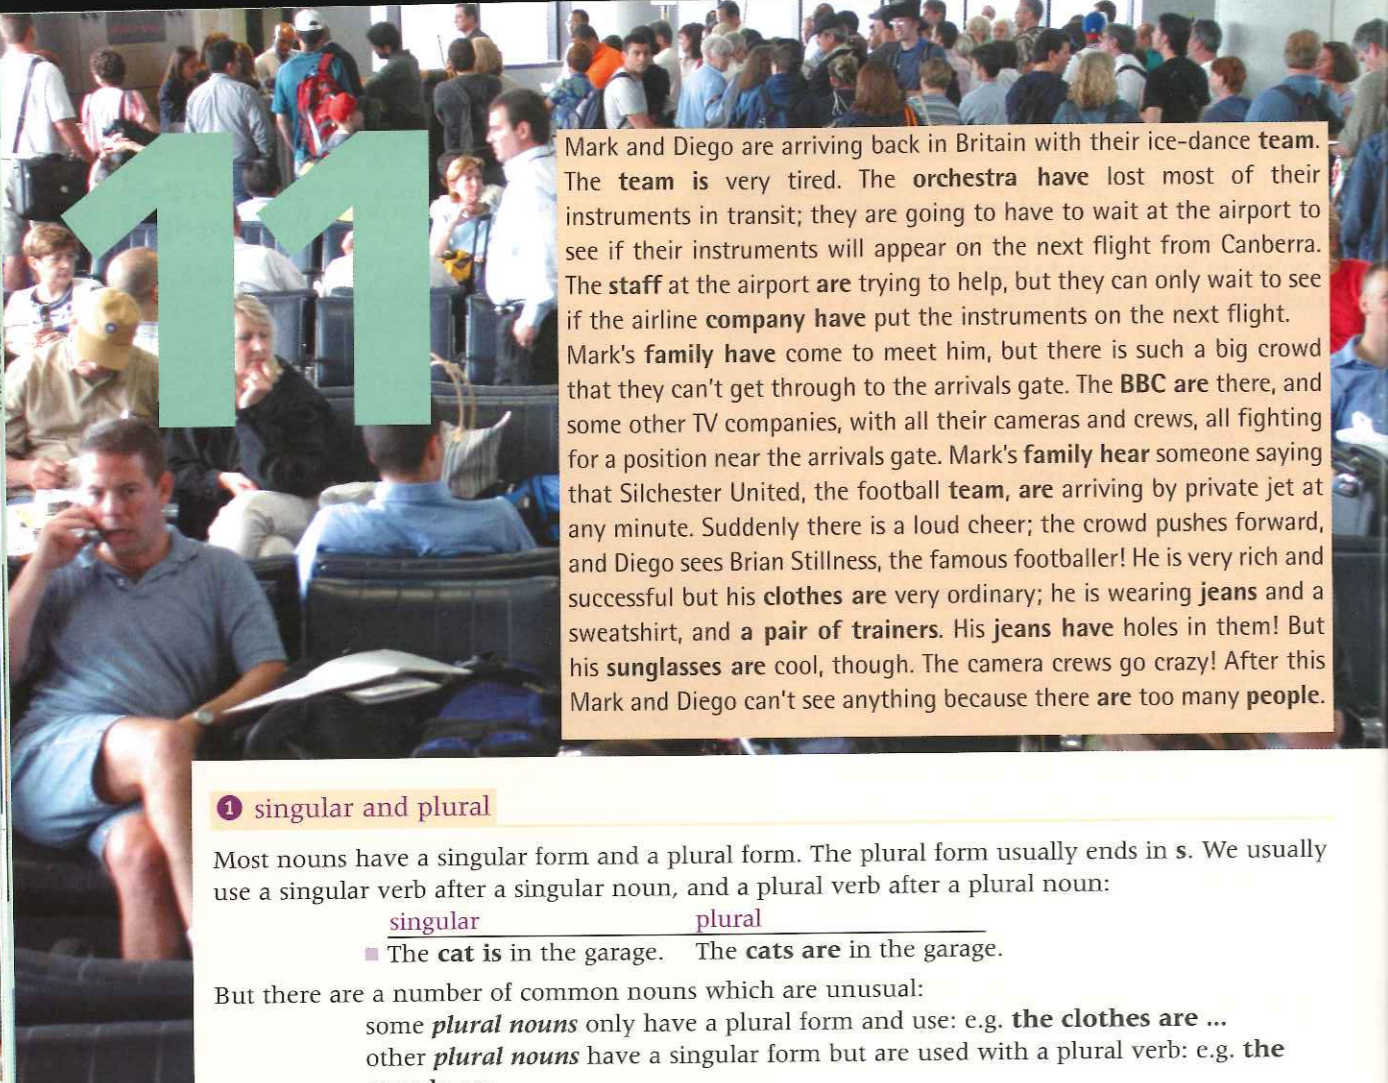 11
Mark and Diego are arriving back in Britain with their ice-dance team.
The team is very tired. The orchestra have lost most of their
instruments in transit; they are going to have to wait at the airport to
see if their instruments will appear on the next flight from Canberra.
The staff at the airport are trying to help, but they can only wait to see
if the airline company have put the instruments on the next flight.
Mark's family have come to meet him, but there is such a big crowd
that they can't get through to the arrivals gate. The BBC are there, and
some other TV companies, with all their cameras and crews, all fighting
for a position near the arrivals gate. Mark's family hear someone saying
that Silchester United, the football team, are arriving by private jet at
any minute. Suddenly there is a loud cheer; the crowd pushes forward,
and Diego sees Brian Stillness, the famous footballer! He is very rich and
successful but his clothes are very ordinary; he is wearing jeans and a
sweatshirt, and a pair of trainers. His jeans have holes in them! But
his sunglasses are cool, though. The camera crews go crazy! After this
Mark and Diego can't see anything because there are too many people.
1 singular and plural
Most nouns have a singular form and a plural form. The plural form usually ends in s. We usually
use a singular verb after a singular noun, and a plural verb after a plural noun:
singular plural
The cat is in the garage. The cats are in the garage.
But there are a number of common nouns which are unusual:
some plural nouns only have a plural form and use: e.g. the clothes are ...
other plural nouns have a singular form but are used with a plural verb: e.g. the